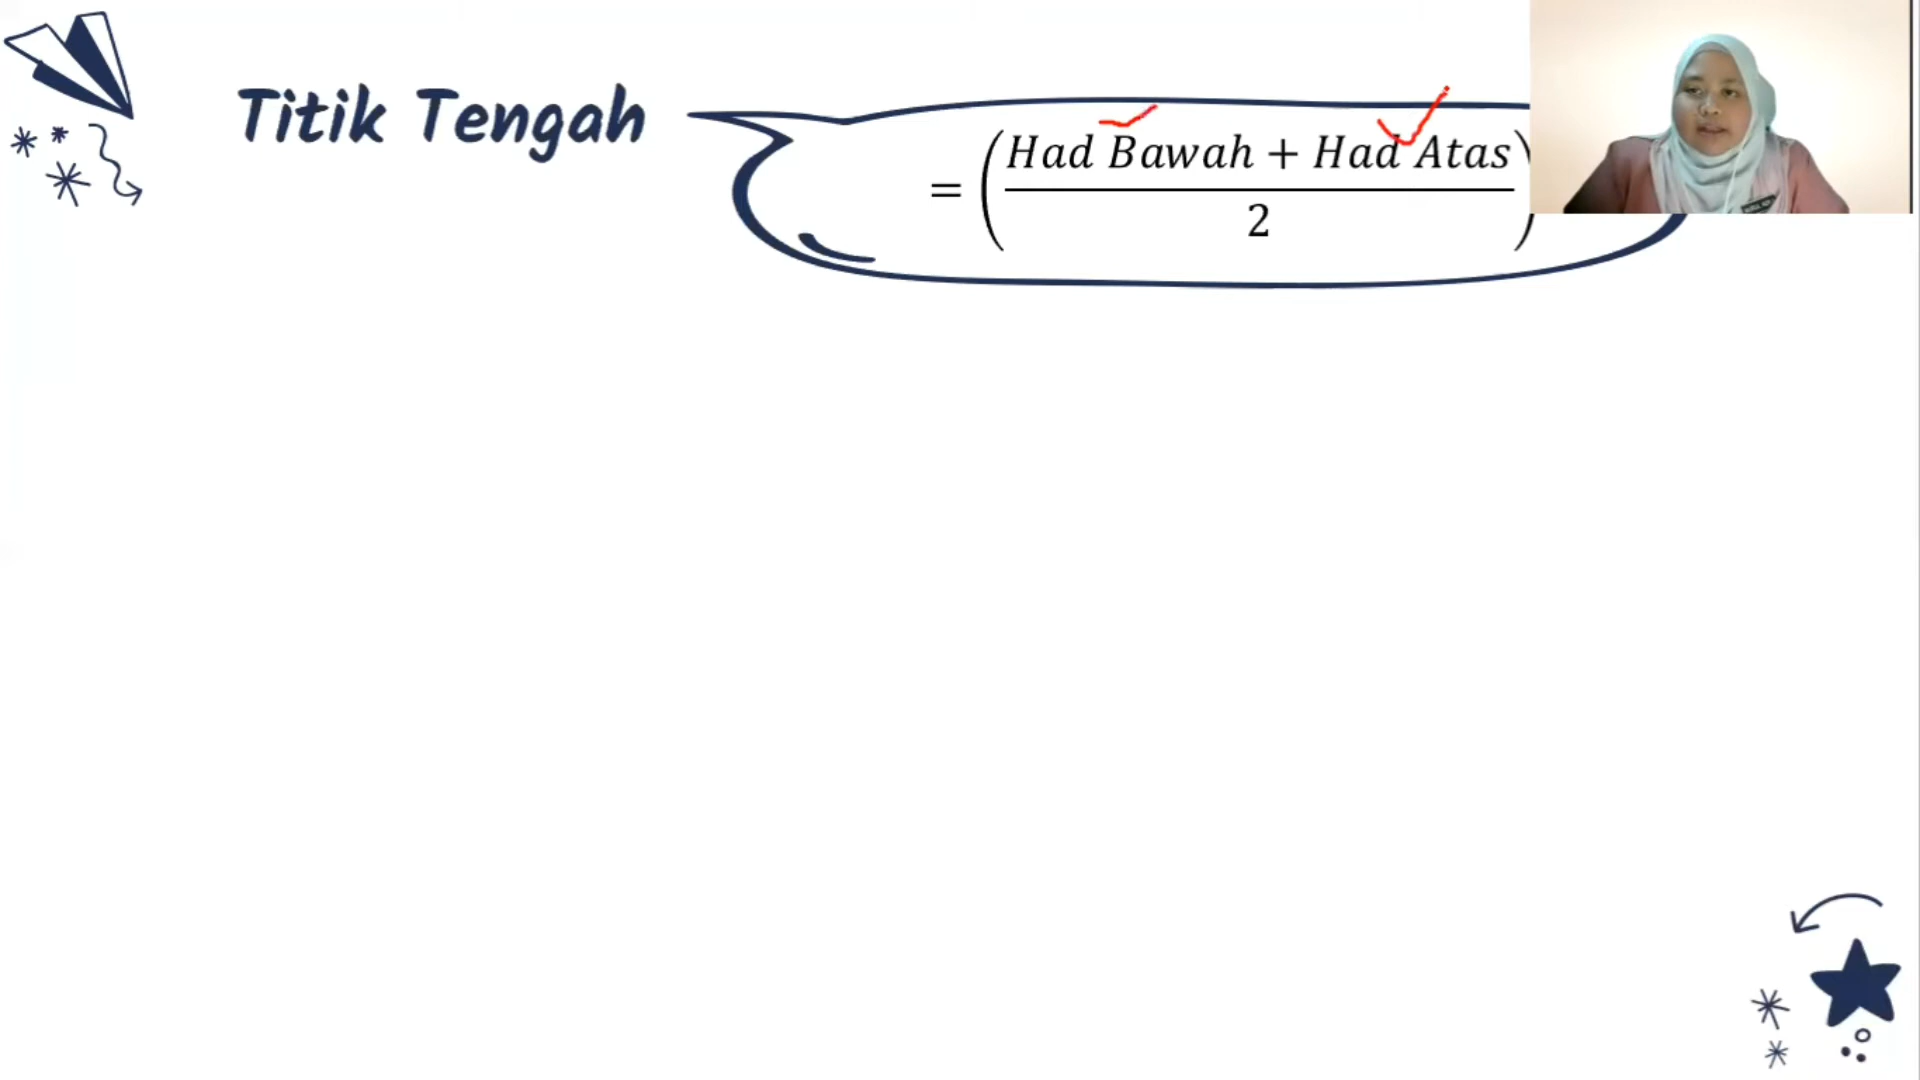 Titik Tengah
= (Had Bawah + Had Atas / 2)